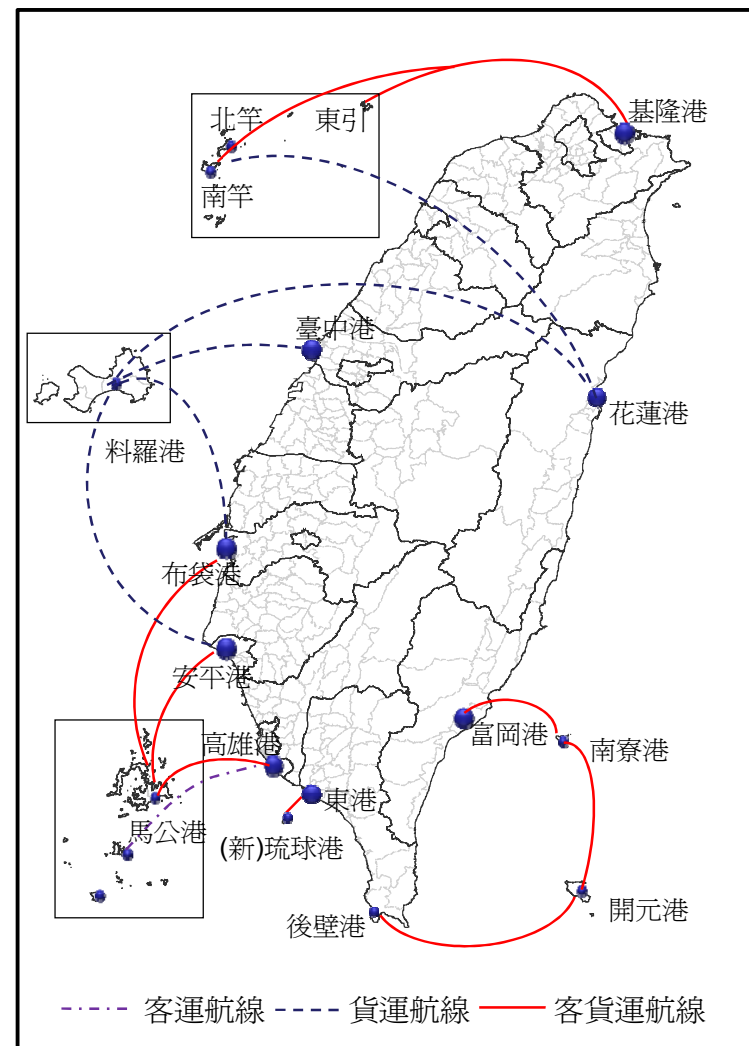 基隆港
北竿
東引
南竿
臺中港
花蓮港
料羅港
布袋港
安平港
高雄港
富岡港
南寮港
東港
馬公港
(新)琉球港
後壁港
開元港
客運航線
貨運航線
客貨運航線